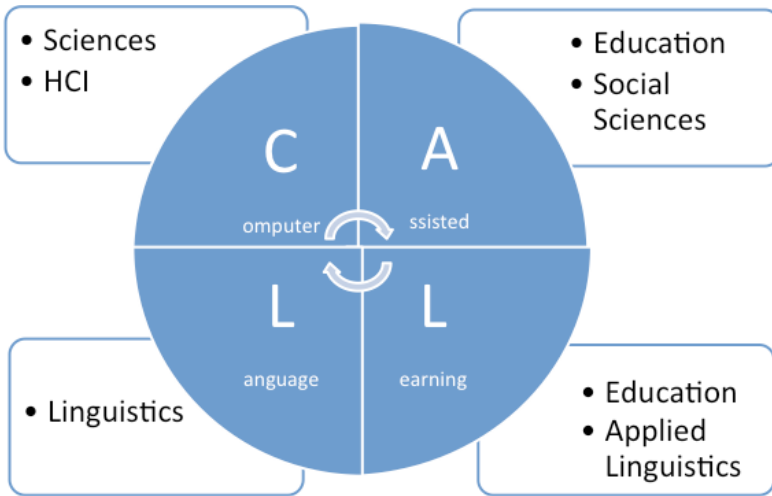 • Sciences
• HCI
• Education
• Social
Sciences
C
omputer
A
ssisted
L
anguage
L
earning
• Linguistics
• Education
• Applied
Linguistics